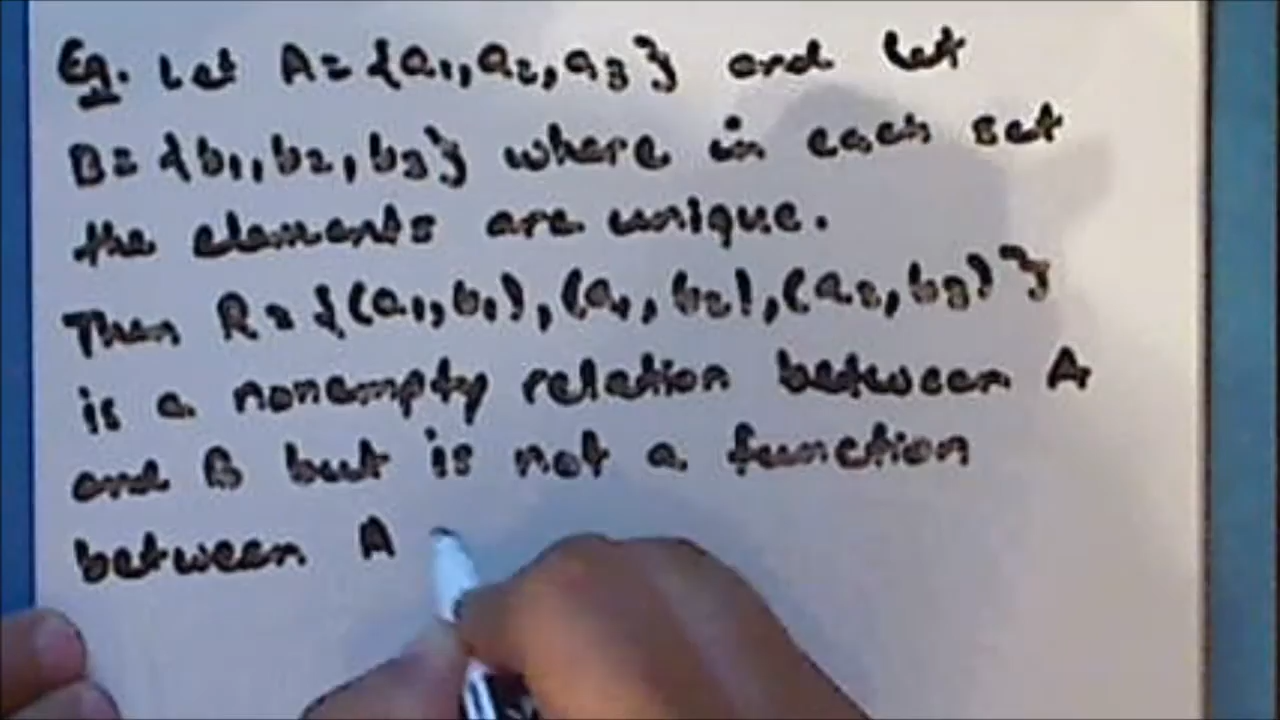 Eg. Let A={a₁,a₂,a₃} and let
B={b₁,b₂,b₃} where in each set
the elements are unique.
Then R={(a₁,b₁),(a₁,b₂),(a₂,b₃)}
is a nonempty relation between A
and B but is not a function
between A